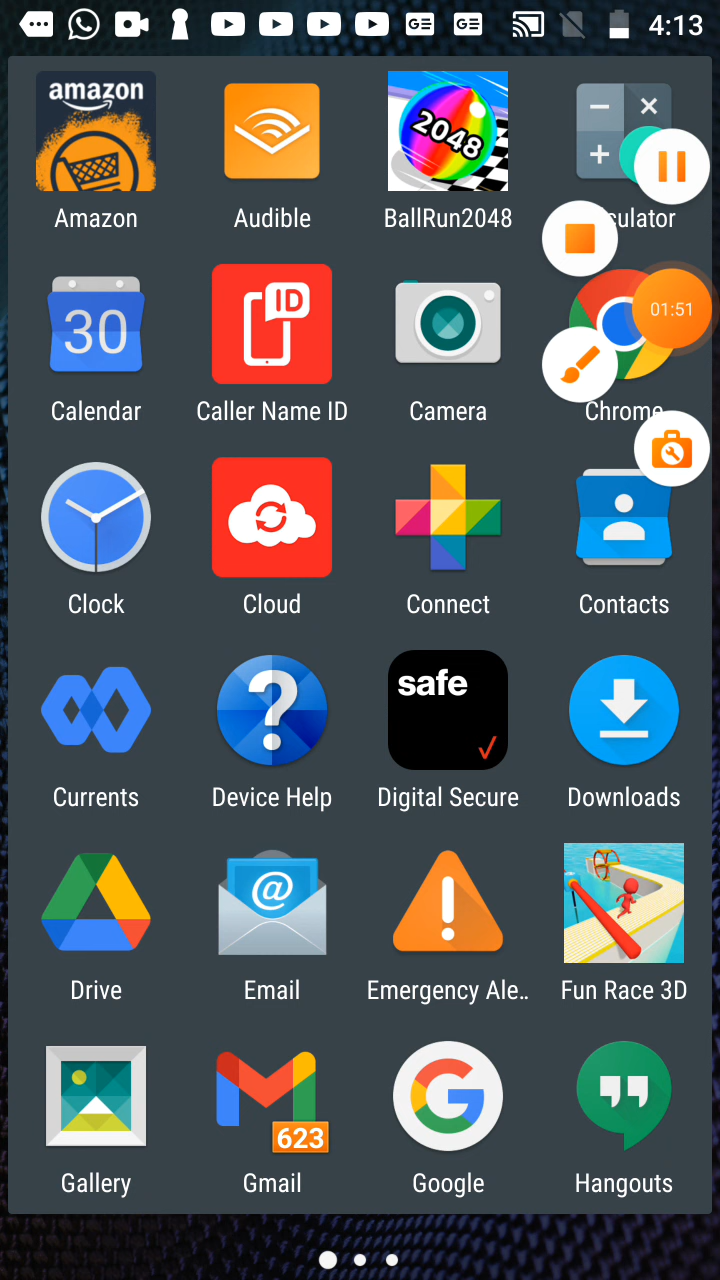 GE GE 4:13
amazon
2048
Amazon
Audible
BallRun2048
culator
30
ID
01:51
Calendar
Caller Name ID
Camera
Chrome
Clock
Cloud
Connect
Contacts
safe
Currents
Device Help
Digital Secure
Downloads
@
Drive
Email
Emergency Ale..
Fun Race 3D
G
623
Gallery
Gmail
Google
Hangouts